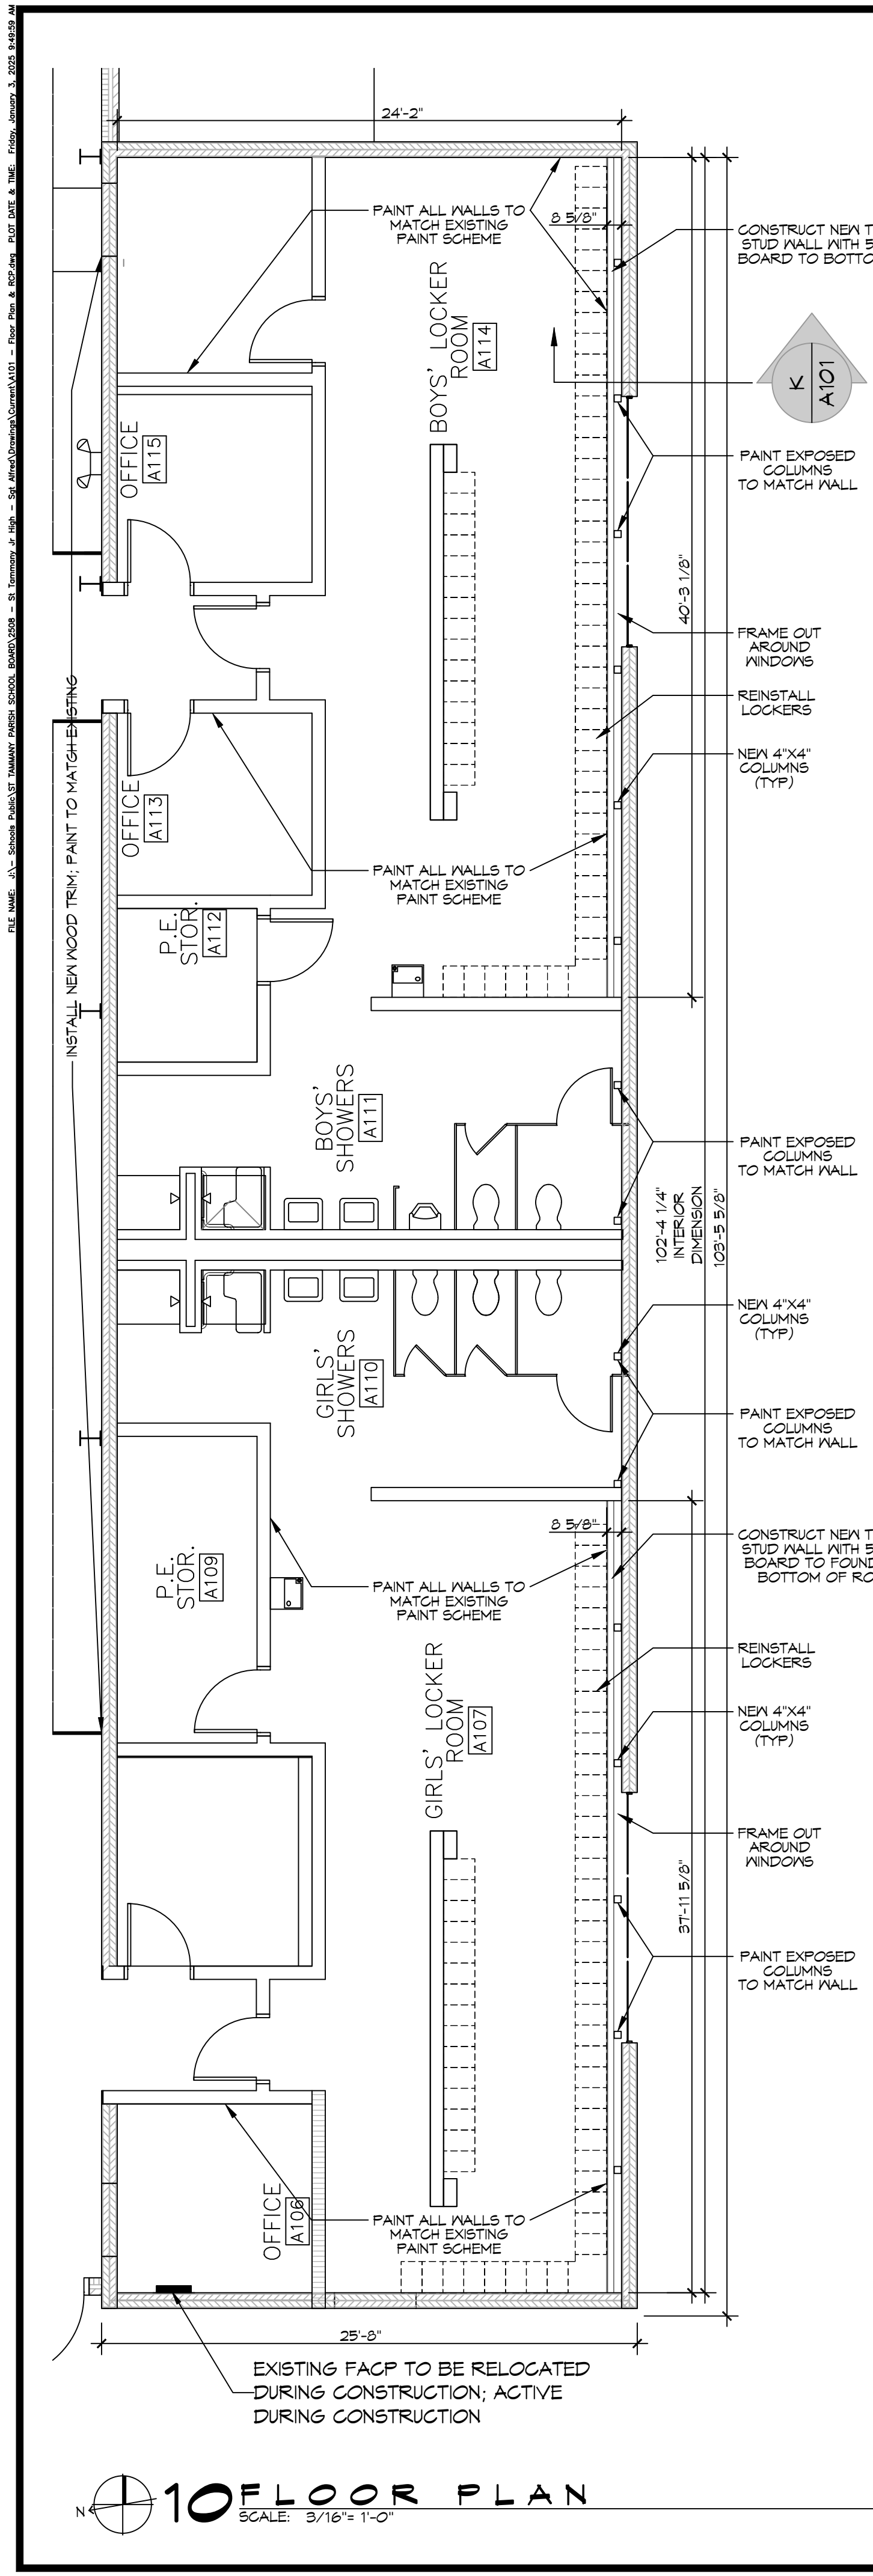 FILE NAME: J:\- Schools Public\ST TAMMANY PARISH SCHOOL BOARD\2508 - St Tammany Jr High - Sgt Alfred\Drawings\Current\A101 - Floor Plan & RCP.dwg PLOT DATE & TIME: Friday, January 3, 2025 9:49:59 AM
24'-2"
PAINT ALL WALLS TO
MATCH EXISTING
PAINT SCHEME
8 5/8"
CONSTRUCT NEW
STUD WALL WITH
BOARD TO
BOYS' LOCKER
ROOM
A114
K
A101
OFFICE
A115
PAINT EXPOSED
COLUMNS
TO MATCH WALL
40'-3 1/8"
FRAME OUT
AROUND
WINDOWS
INSTALL NEW WOOD TRIM; PAINT TO MATCH EXISTING
REINSTALL
LOCKERS
NEW 4"X4"
COLUMNS
(TYP)
OFFICE
A113
PAINT ALL WALLS TO
MATCH EXISTING
PAINT SCHEME
P.E.
STOR.
A112
BOYS'
SHOWERS
A111
PAINT EXPOSED
COLUMNS
TO MATCH WALL
102'-4 1/4"
INTERIOR
DIMENSION
103'-5 5/8"
NEW 4"X4"
COLUMNS
(TYP)
GIRLS'
SHOWERS
A110
PAINT EXPOSED
COLUMNS
TO MATCH WALL
8 5/8"
CONSTRUCT NEW
STUD WALL WITH
BOARD TO
BOTTOM OF
P.E.
STOR.
A109
PAINT ALL WALLS TO
MATCH EXISTING
PAINT SCHEME
REINSTALL
LOCKERS
GIRLS' LOCKER
ROOM
A107
NEW 4"X4"
COLUMNS
(TYP)
FRAME OUT
AROUND
WINDOWS
37'-11 5/8"
PAINT EXPOSED
COLUMNS
TO MATCH WALL
OFFICE
A106
PAINT ALL WALLS TO
MATCH EXISTING
PAINT SCHEME
25'-8"
EXISTING FACP TO BE RELOCATED
DURING CONSTRUCTION; ACTIVE
DURING CONSTRUCTION
N
10 FLOOR PLAN
SCALE: 3/16"= 1'-0"